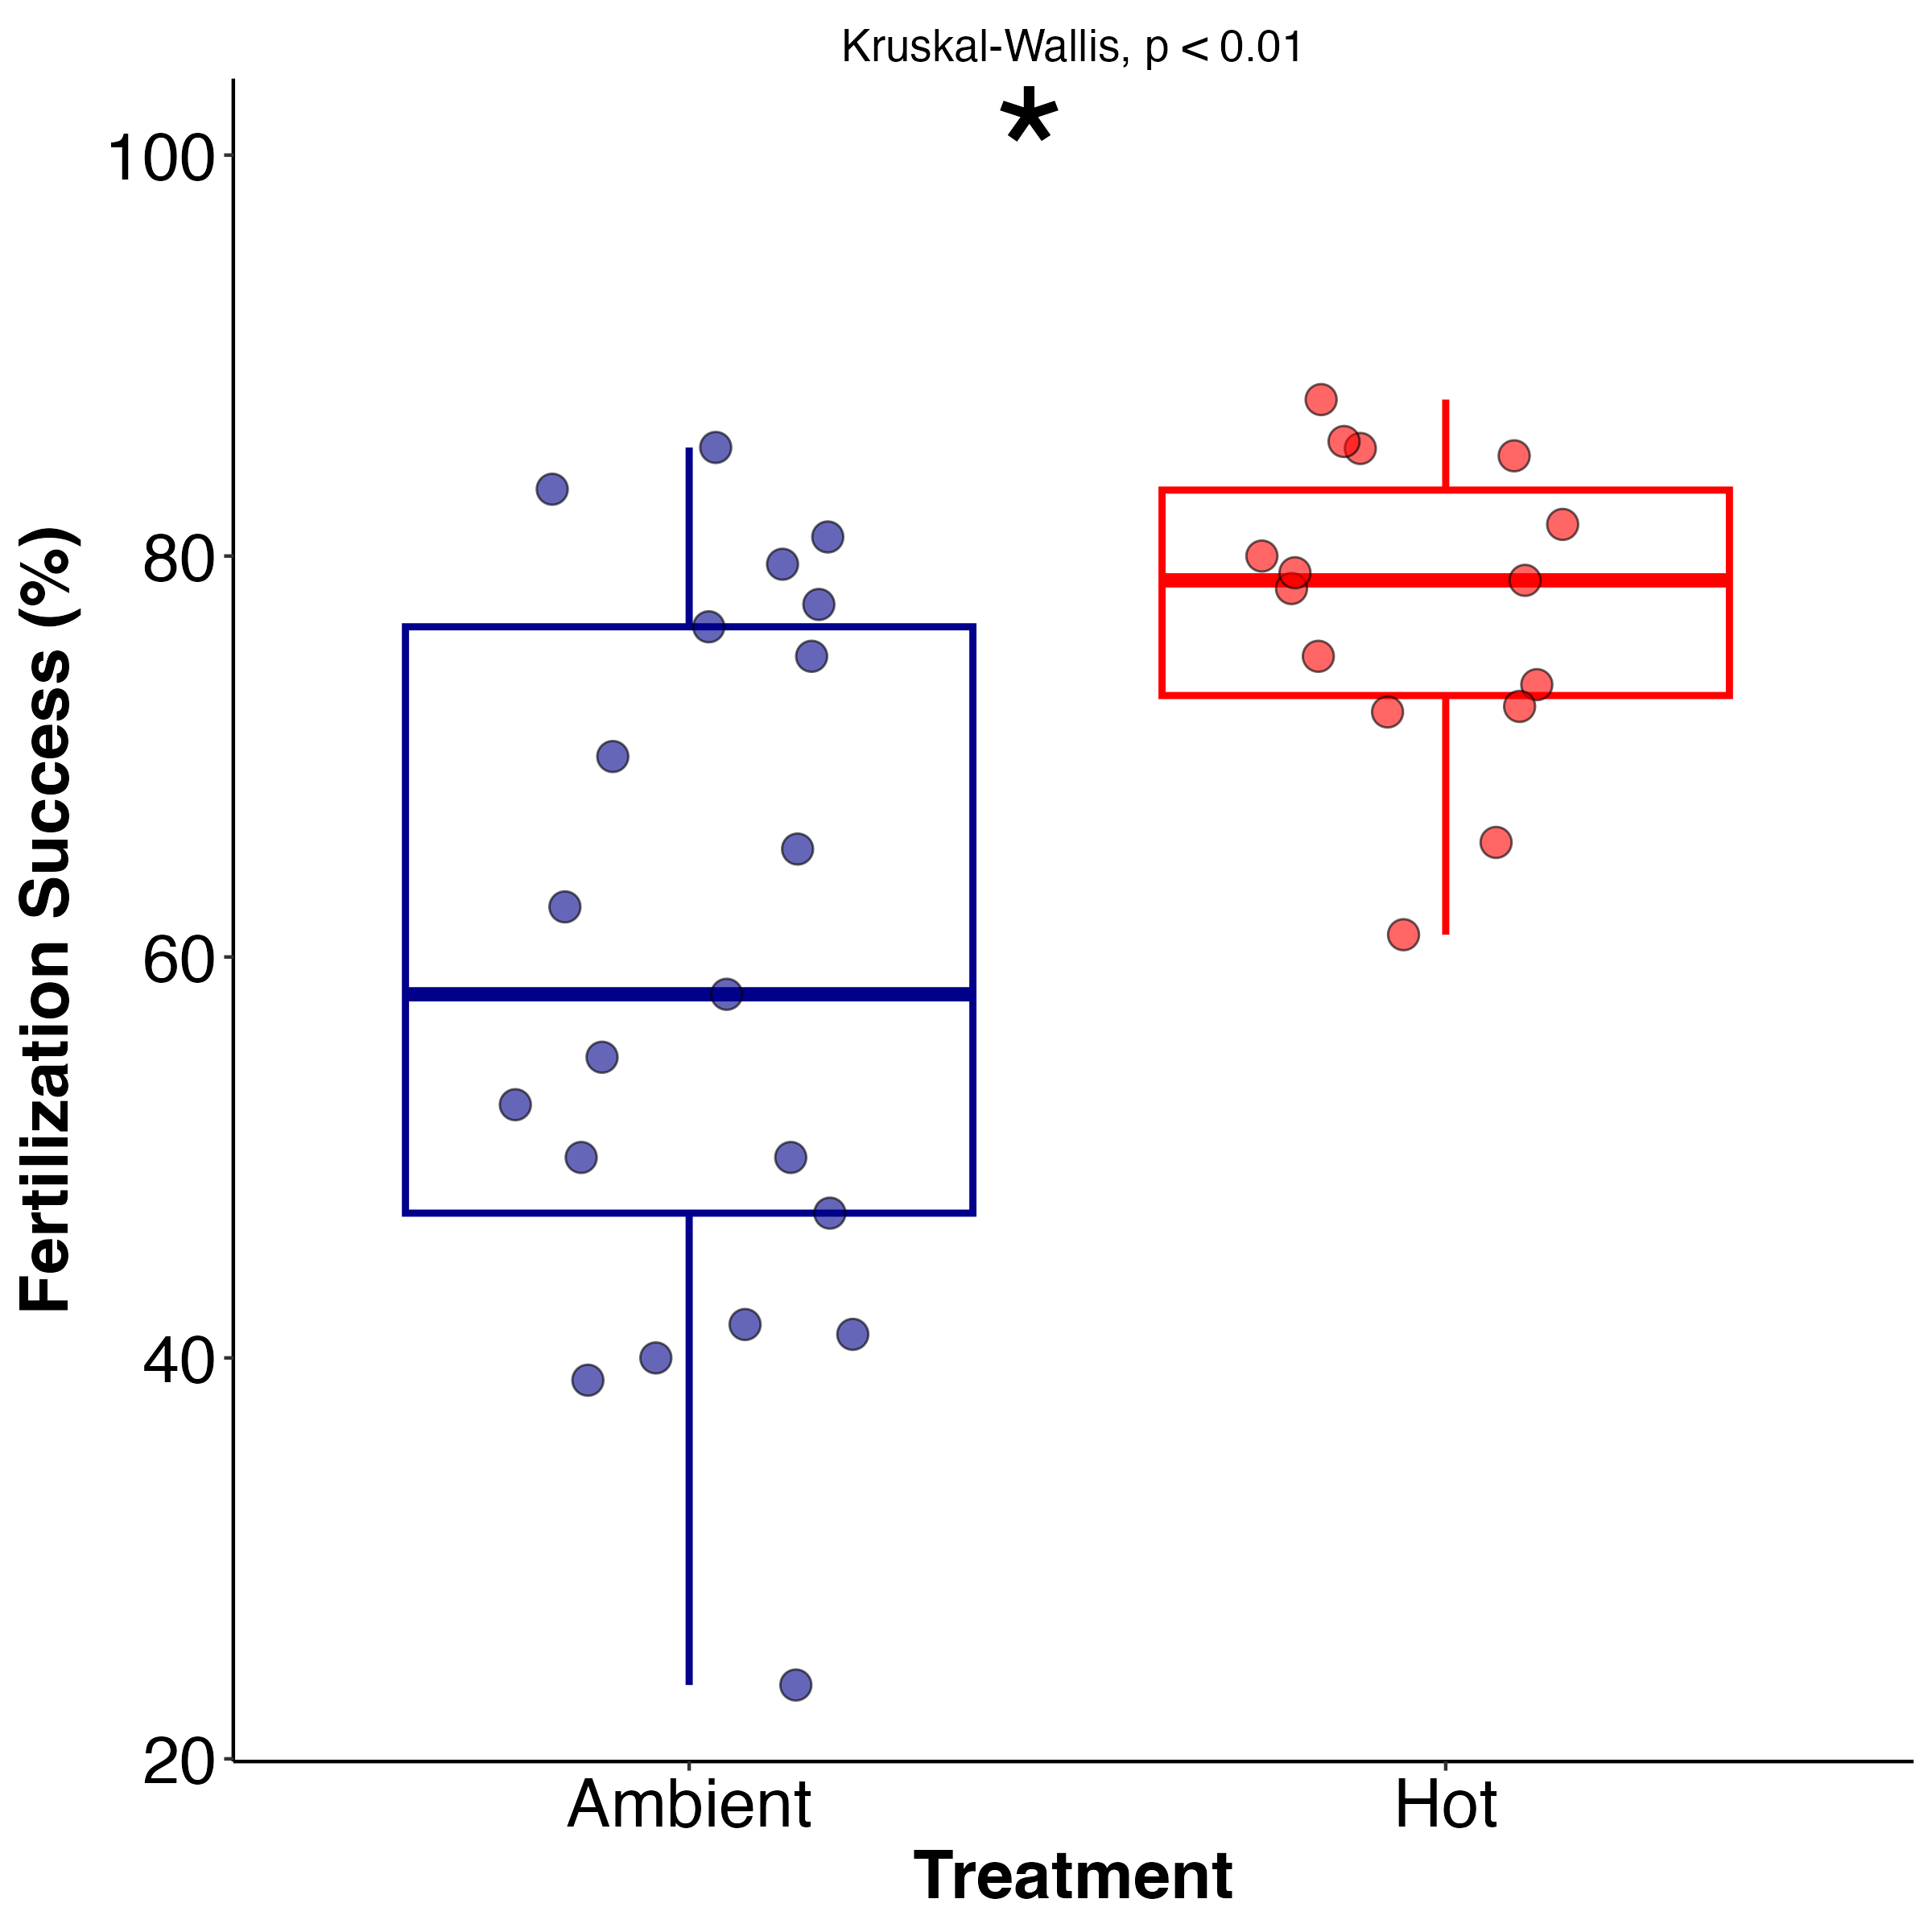 Kruskal-Wallis, p < 0.01
*
100
80
60
40
20
Fertilization Success (%)
Ambient
Hot
Treatment